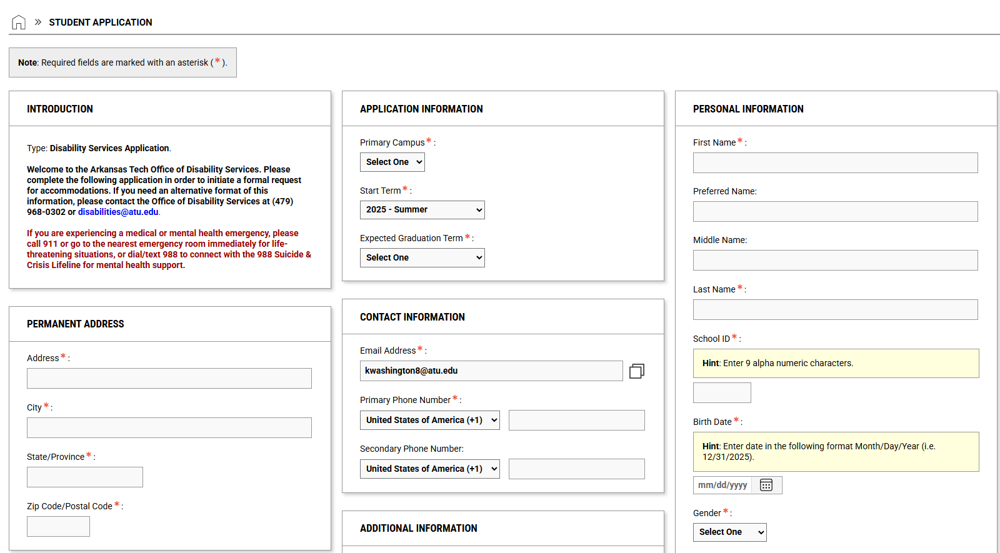 STUDENT APPLICATION
Note: Required fields are marked with an asterisk ( * ).
INTRODUCTION
Type: Disability Services Application.
Welcome to the Arkansas Tech Office of Disability Services. Please
complete the following application in order to initiate a formal request
for accommodations. If you need an alternative format of this
information, please contact the Office of Disability Services at (479)
968-0302 or disabilities@atu.edu.
If you are experiencing a medical or mental health emergency, please
call 911 or go to the nearest emergency room immediately for life-
threatening situations, or dial/text 988 to connect with the 988 Suicide &
Crisis Lifeline for mental health support.
PERMANENT ADDRESS
Address * :
City * :
State/Province * :
Zip Code/Postal Code * :
APPLICATION INFORMATION
Primary Campus * :
Select One
Start Term * :
2025 - Summer
Expected Graduation Term * :
Select One
CONTACT INFORMATION
Email Address * :
kwashington8@atu.edu
Primary Phone Number * :
United States of America (+1)
Secondary Phone Number:
United States of America (+1)
ADDITIONAL INFORMATION
PERSONAL INFORMATION
First Name * :
Preferred Name:
Middle Name:
Last Name * :
School ID * :
Hint: Enter 9 alpha numeric characters.
Birth Date * :
Hint: Enter date in the following format Month/Day/Year (i.e.
12/31/2025).
mm/dd/yyyy
Gender * :
Select One